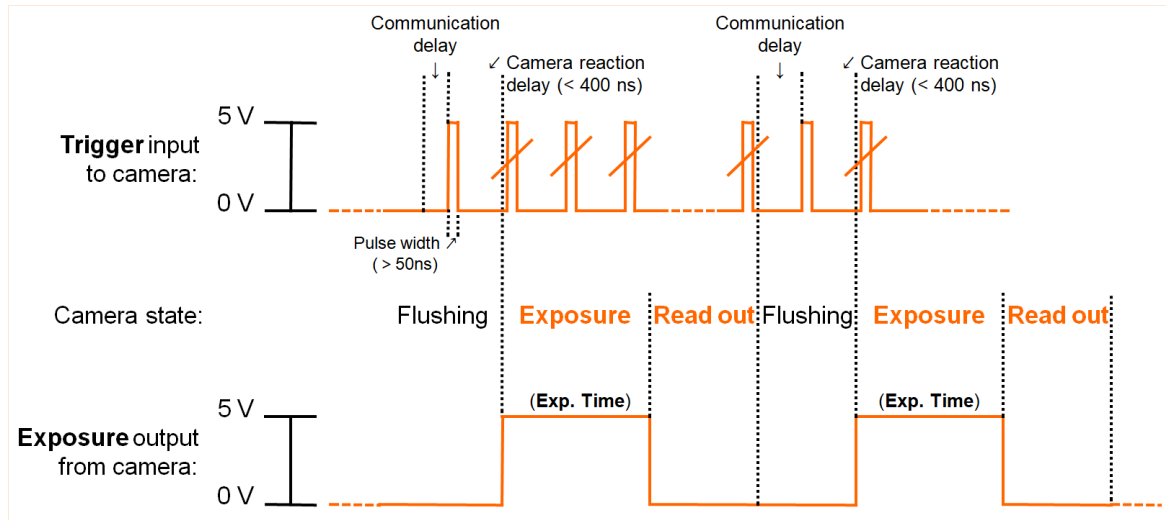 Communication
delay
↓
↙ Camera reaction
delay (< 400 ns)
Communication
delay
↓
↙ Camera reaction
delay (< 400 ns)
5 V
Trigger input
to camera:
0 V
Pulse width ↗
( > 50ns)
Camera state:
Flushing
Exposure
Read out
Flushing
Exposure
Read out
(Exp. Time)
(Exp. Time)
5 V
Exposure output
from camera:
0 V